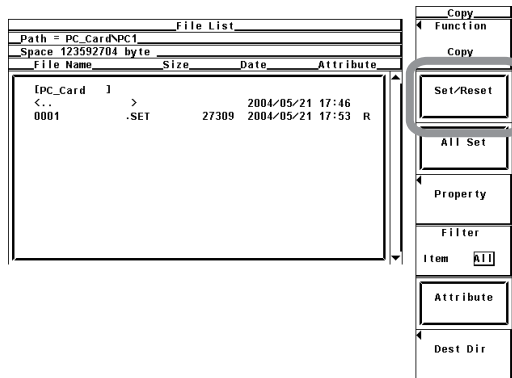 File List
Path = PC_Card\PC1
Space 123592704 byte
File Name Size Date Attribute
[PC_Card ]
<.. > 2004/05/21 17:46
0001 .SET 27309 2004/05/21 17:53 R
Copy
Function
Copy
Set/Reset
All Set
Property
Filter
Item All
Attribute
Dest Dir